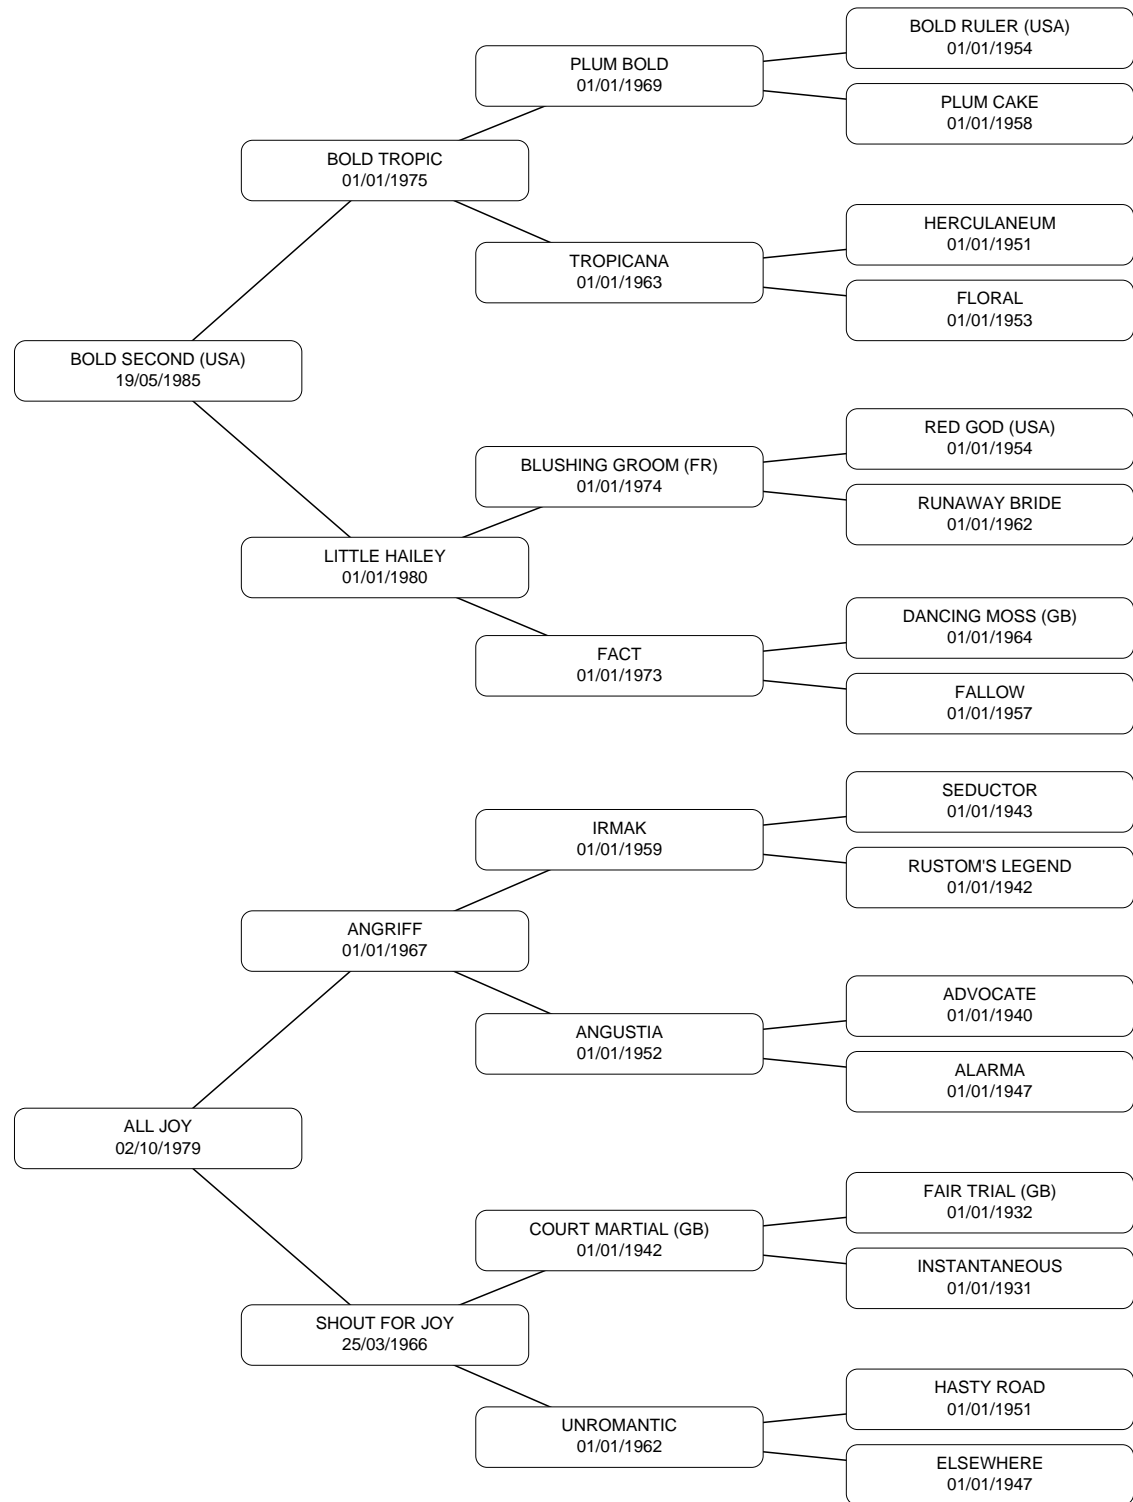 BOLD RULER (USA)
01/01/1954
PLUM BOLD
01/01/1969
PLUM CAKE
01/01/1958
BOLD TROPIC
01/01/1975
HERCULANEUM
01/01/1951
TROPICANA
01/01/1963
FLORAL
01/01/1953
BOLD SECOND (USA)
19/05/1985
RED GOD (USA)
01/01/1954
BLUSHING GROOM (FR)
01/01/1974
RUNAWAY BRIDE
01/01/1962
LITTLE HAILEY
01/01/1980
DANCING MOSS (GB)
01/01/1964
FACT
01/01/1973
FALLOW
01/01/1957
SEDUCTOR
01/01/1943
IRMAK
01/01/1959
RUSTOM'S LEGEND
01/01/1942
ANGRIFF
01/01/1967
ADVOCATE
01/01/1940
ANGUSTIA
01/01/1952
ALARMA
01/01/1947
ALL JOY
02/10/1979
FAIR TRIAL (GB)
01/01/1932
COURT MARTIAL (GB)
01/01/1942
INSTANTANEOUS
01/01/1931
SHOUT FOR JOY
25/03/1966
HASTY ROAD
01/01/1951
UNROMANTIC
01/01/1962
ELSEWHERE
01/01/1947